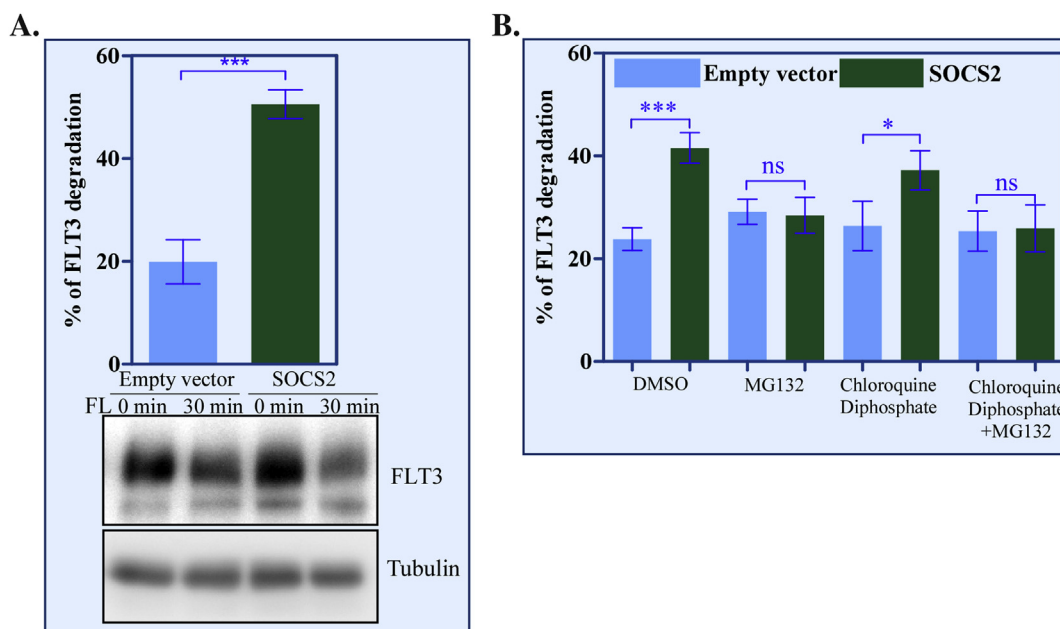 A.
60
40
20
0
% of FLT3 degradation
***
Empty vector SOCS2
FL 0 min 30 min 0 min 30 min
FLT3
Tubulin
B.
60
40
20
0
% of FLT3 degradation
Empty vector SOCS2
***
ns
*
ns
DMSO
MG132
Chloroquine
Diphosphate
Chloroquine
Diphosphate
+MG132